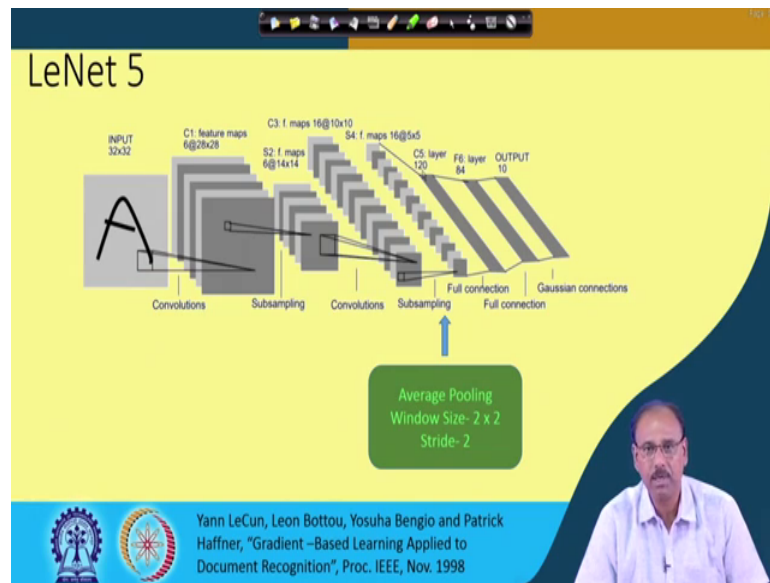 LeNet 5
INPUT
32x32
C1: feature maps
6@28x28
S2: f. maps
6@14x14
C3: f. maps 16@10x10
S4: f. maps 16@5x5
C5: layer
120
F6: layer
84
OUTPUT
10
Convolutions
Subsampling
Convolutions
Subsampling
Full connection
Full connection
Gaussian connections
Average Pooling
Window Size- 2 x 2
Stride- 2
Yann LeCun, Leon Bottou, Yosuha Bengio and Patrick
Haffner, “Gradient –Based Learning Applied to
Document Recognition”, Proc. IEEE, Nov. 1998